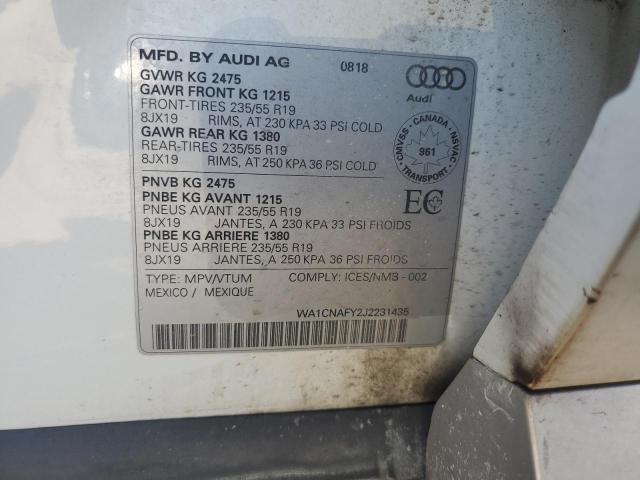 MFD. BY AUDI AG 0818
GVWR KG 2475
GAWR FRONT KG 1215
FRONT-TIRES 235/55 R19
8JX19 RIMS, AT 230 KPA 33 PSI COLD
GAWR REAR KG 1380
REAR-TIRES 235/55 R19
8JX19 RIMS, AT 250 KPA 36 PSI COLD
Audi
CMVSS - CANADA - NSVAC
961
TRANSPORT
PNVB KG 2475
PNBE KG AVANT 1215
PNEUS AVANT 235/55 R19
8JX19 JANTES, A 230 KPA 33 PSI FROIDS
PNBE KG ARRIERE 1380
PNEUS ARRIERE 235/55 R19
8JX19 JANTES, A 250 KPA 36 PSI FROIDS
EC
TYPE: MPV/VTUM COMPLY: ICES/NMB - 002
MEXICO / MEXIQUE
WA1CNAFY2J2231435